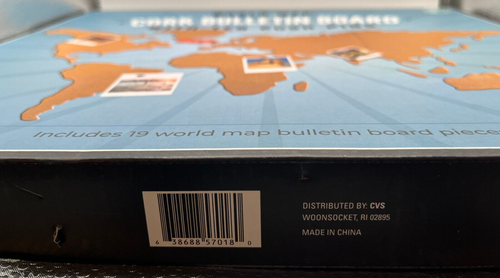 CORK BULLETIN BOARD
Includes 19 world map bulletin board piece
6 38688 57018 0
DISTRIBUTED BY: CVS
WOONSOCKET, RI 02895
MADE IN CHINA